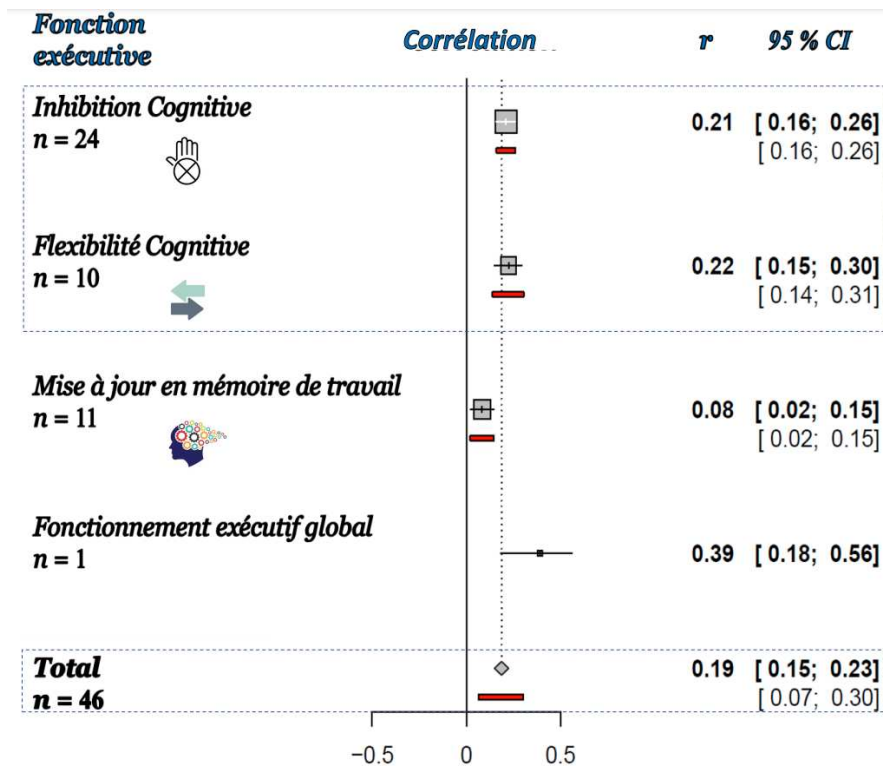 Fonction
exécutive
Corrélation
r
95 % CI
Inhibition Cognitive
n = 24
0.21 [ 0.16; 0.26]
[ 0.16; 0.26]
Flexibilité Cognitive
n = 10
0.22 [ 0.15; 0.30]
[ 0.14; 0.31]
Mise à jour en mémoire de travail
n = 11
0.08 [ 0.02; 0.15]
[ 0.02; 0.15]
Fonctionnement exécutif global
n = 1
0.39 [ 0.18; 0.56]
Total
n = 46
0.19 [ 0.15; 0.23]
[ 0.07; 0.30]
−0.5 0 0.5